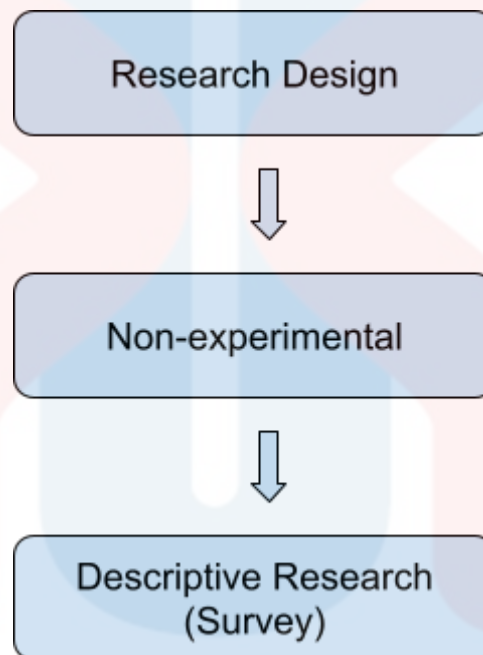 Research Design
Non-experimental
Descriptive Research
(Survey)